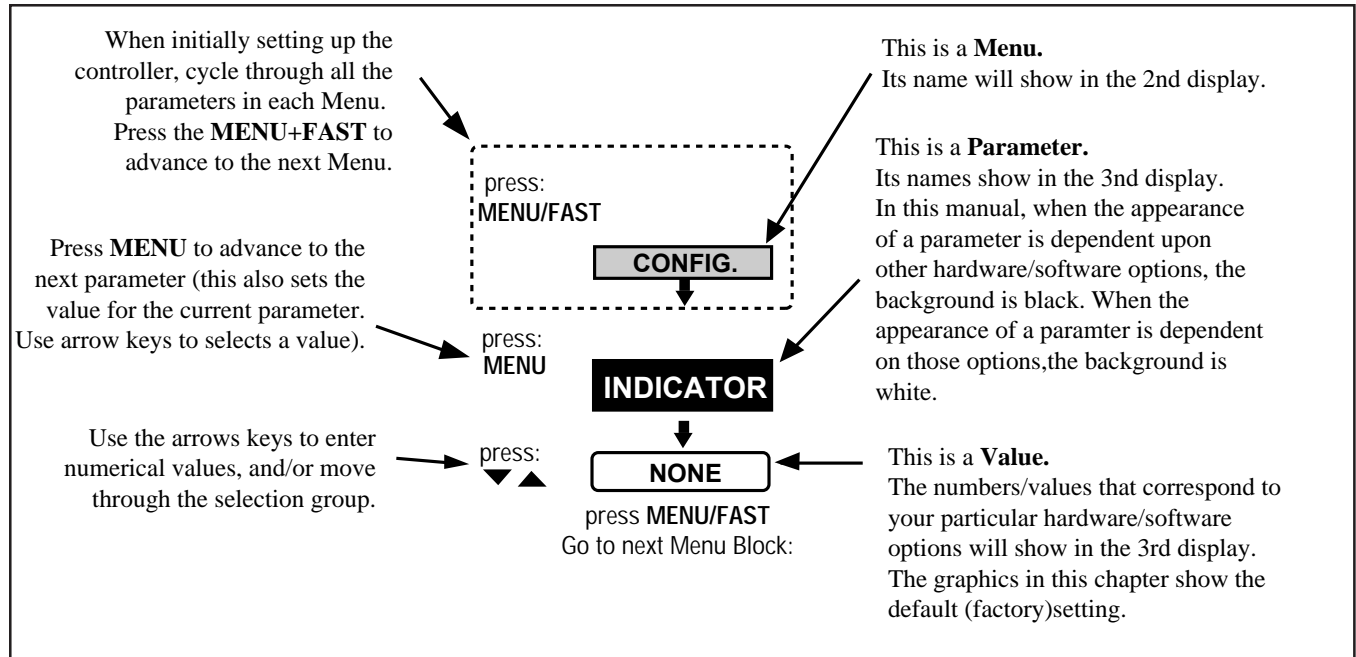 When initially setting up the
controller, cycle through all the
parameters in each Menu.
Press the MENU+FAST to
advance to the next Menu.
Press MENU to advance to the
next parameter (this also sets the
value for the current parameter.
Use arrow keys to selects a value).
Use the arrows keys to enter
numerical values, and/or move
through the selection group.
press:
MENU/FAST
CONFIG.
press:
MENU
INDICATOR
press:
NONE
press MENU/FAST
Go to next Menu Block:
This is a Menu.
Its name will show in the 2nd display.
This is a Parameter.
Its names show in the 3nd display.
In this manual, when the appearance
of a parameter is dependent upon
other hardware/software options, the
background is black. When the
appearance of a paramter is dependent
on those options,the background is
white.
This is a Value.
The numbers/values that correspond to
your particular hardware/software
options will show in the 3rd display.
The graphics in this chapter show the
default (factory)setting.